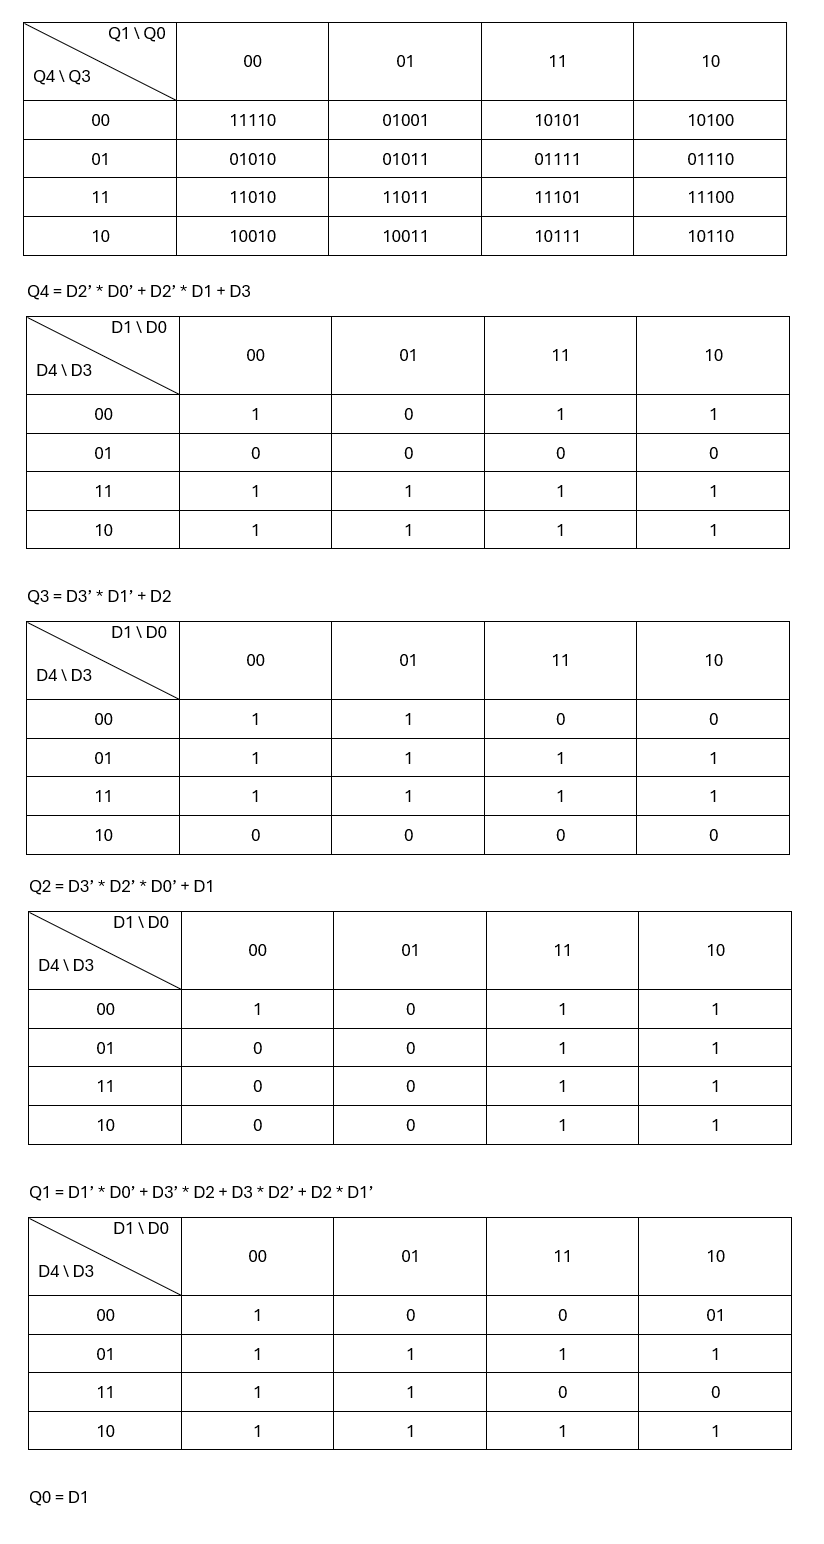 Q1 \ Q0
Q4 \ Q3
00 01 11 10
00 11110 01001 10101 10100
01 01010 01011 01111 01110
11 11010 11011 11101 11100
10 10010 10011 10111 10110
Q4 = D2’ * D0’ + D2’ * D1 + D3
D1 \ D0
D4 \ D3
00 01 11 10
00 1 0 1 1
01 0 0 0 0
11 1 1 1 1
10 1 1 1 1
Q3 = D3’ * D1’ + D2
D1 \ D0
D4 \ D3
00 01 11 10
00 1 1 0 0
01 1 1 1 1
11 1 1 1 1
10 0 0 0 0
Q2 = D3’ * D2’ * D0’ + D1
D1 \ D0
D4 \ D3
00 01 11 10
00 1 0 1 1
01 0 0 1 1
11 0 0 1 1
10 0 0 1 1
Q1 = D1’ * D0’ + D3’ * D2 + D3 * D2’ + D2 * D1’
D1 \ D0
D4 \ D3
00 01 11 10
00 1 0 0 01
01 1 1 1 1
11 1 1 0 0
10 1 1 1 1
Q0 = D1